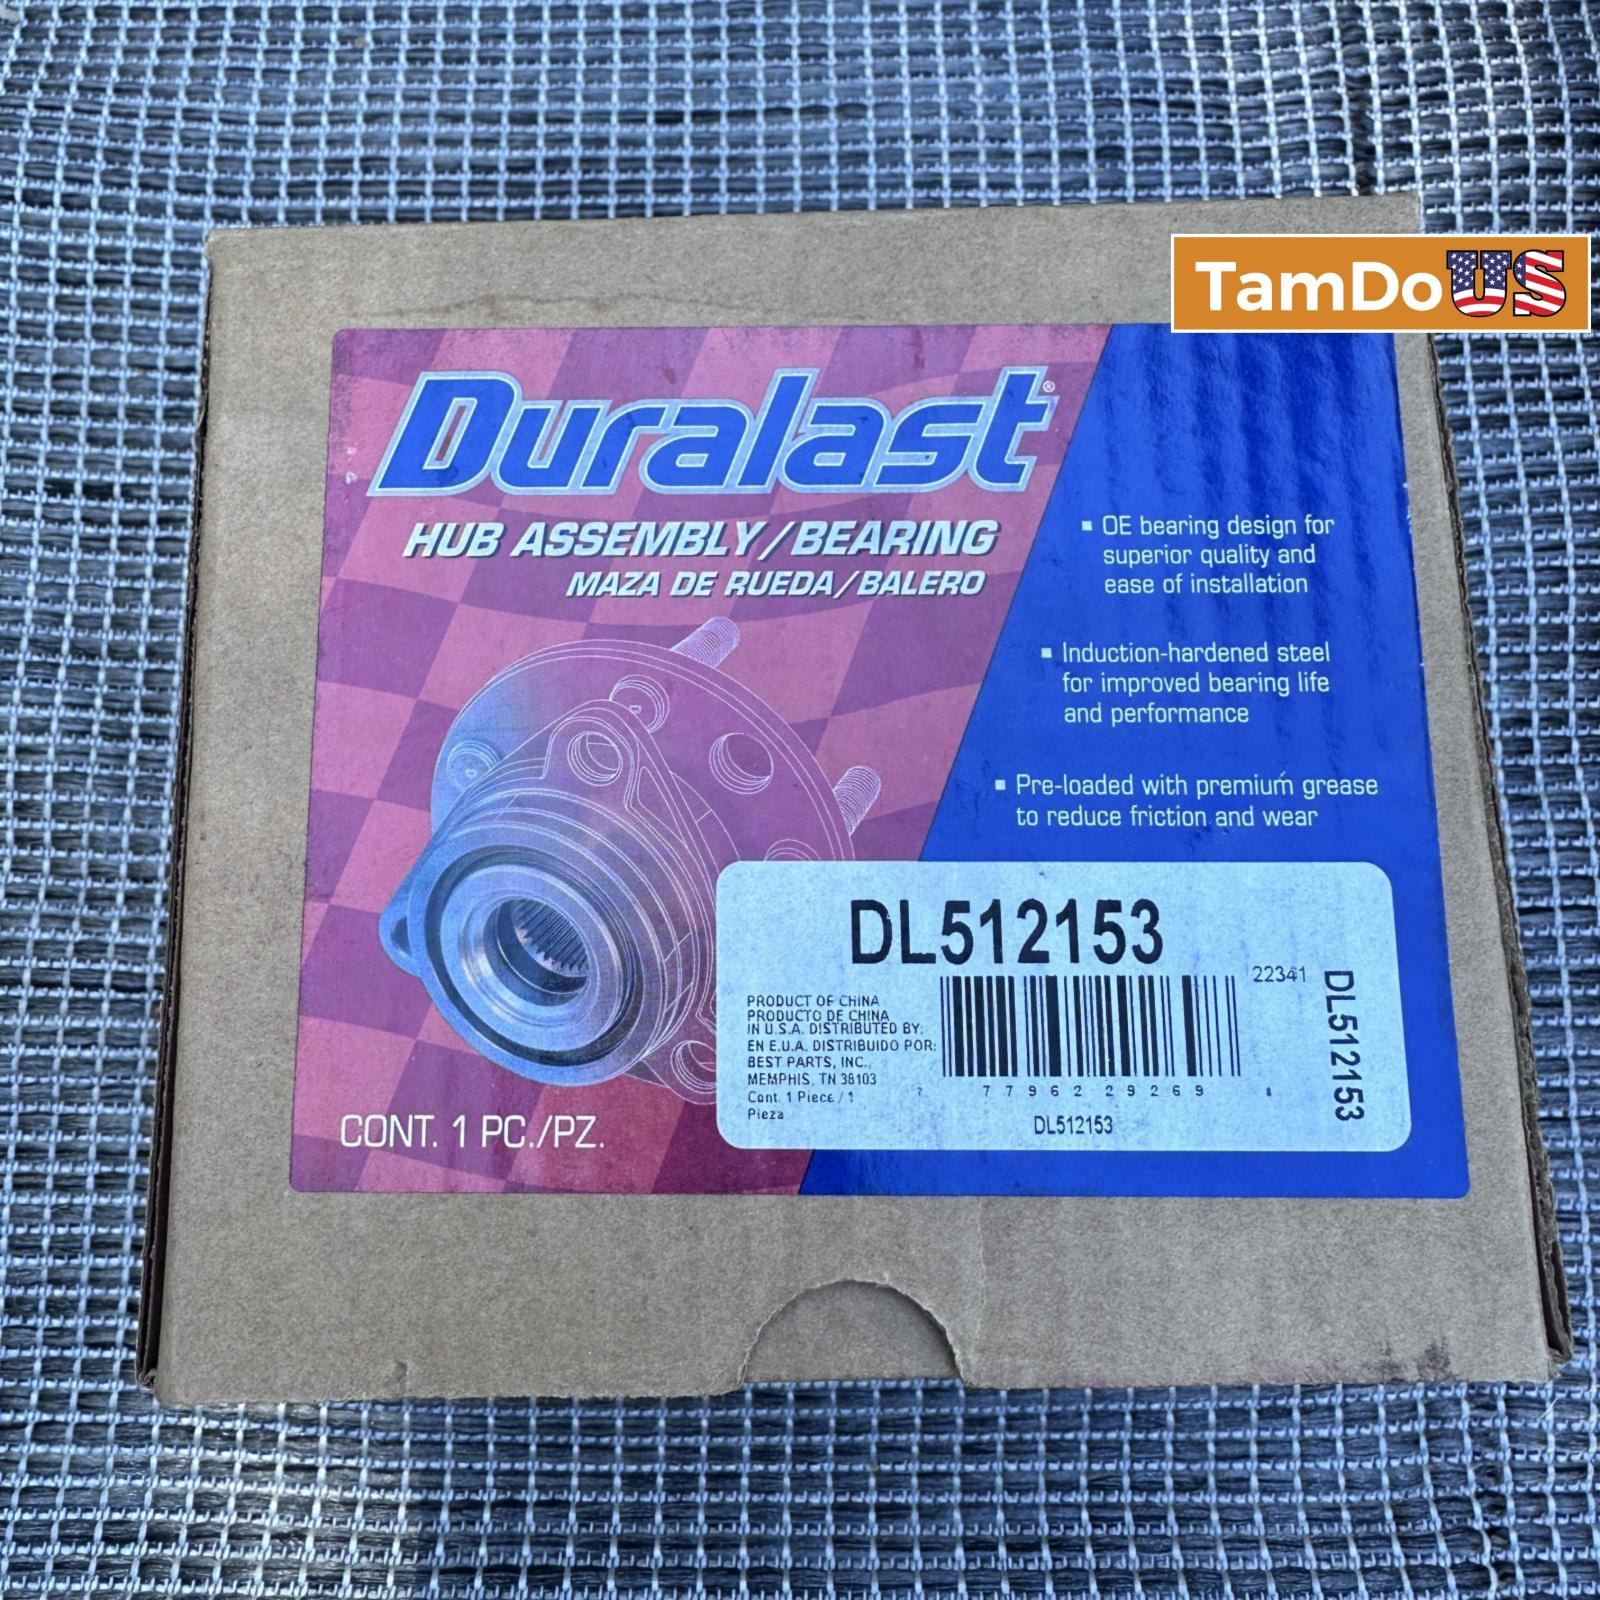 TamDoUS
Duralast®
HUB ASSEMBLY/BEARING
MAZA DE RUEDA/BALERO
▪ OE bearing design for
superior quality and
ease of installation
▪ Induction-hardened steel
for improved bearing life
and performance
▪ Pre-loaded with premium grease
to reduce friction and wear
DL512153
22341
DL512153
PRODUCT OF CHINA
PRODUCTO DE CHINA
IN U.S.A. DISTRIBUTED BY:
EN E.U.A. DISTRIBUIDO POR:
BEST PARTS, INC.,
MEMPHIS, TN 38103
Cont. 1 Piece / 1
Pieza
7 77962 29269 8
DL512153
CONT. 1 PC./PZ.